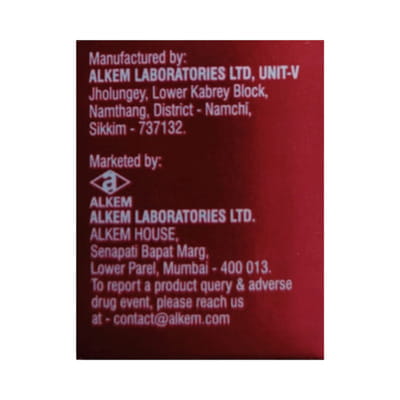 Manufactured by:
ALKEM LABORATORIES LTD, UNIT-V
Jholungey, Lower Kabrey Block,
Namthang, District - Namchi,
Sikkim - 737132.
Marketed by:
a
ALKEM
ALKEM LABORATORIES LTD.
ALKEM HOUSE,
Senapati Bapat Marg,
Lower Parel, Mumbai - 400 013.
To report a product query & adverse
drug event, please reach us
at - contact@alkem.com